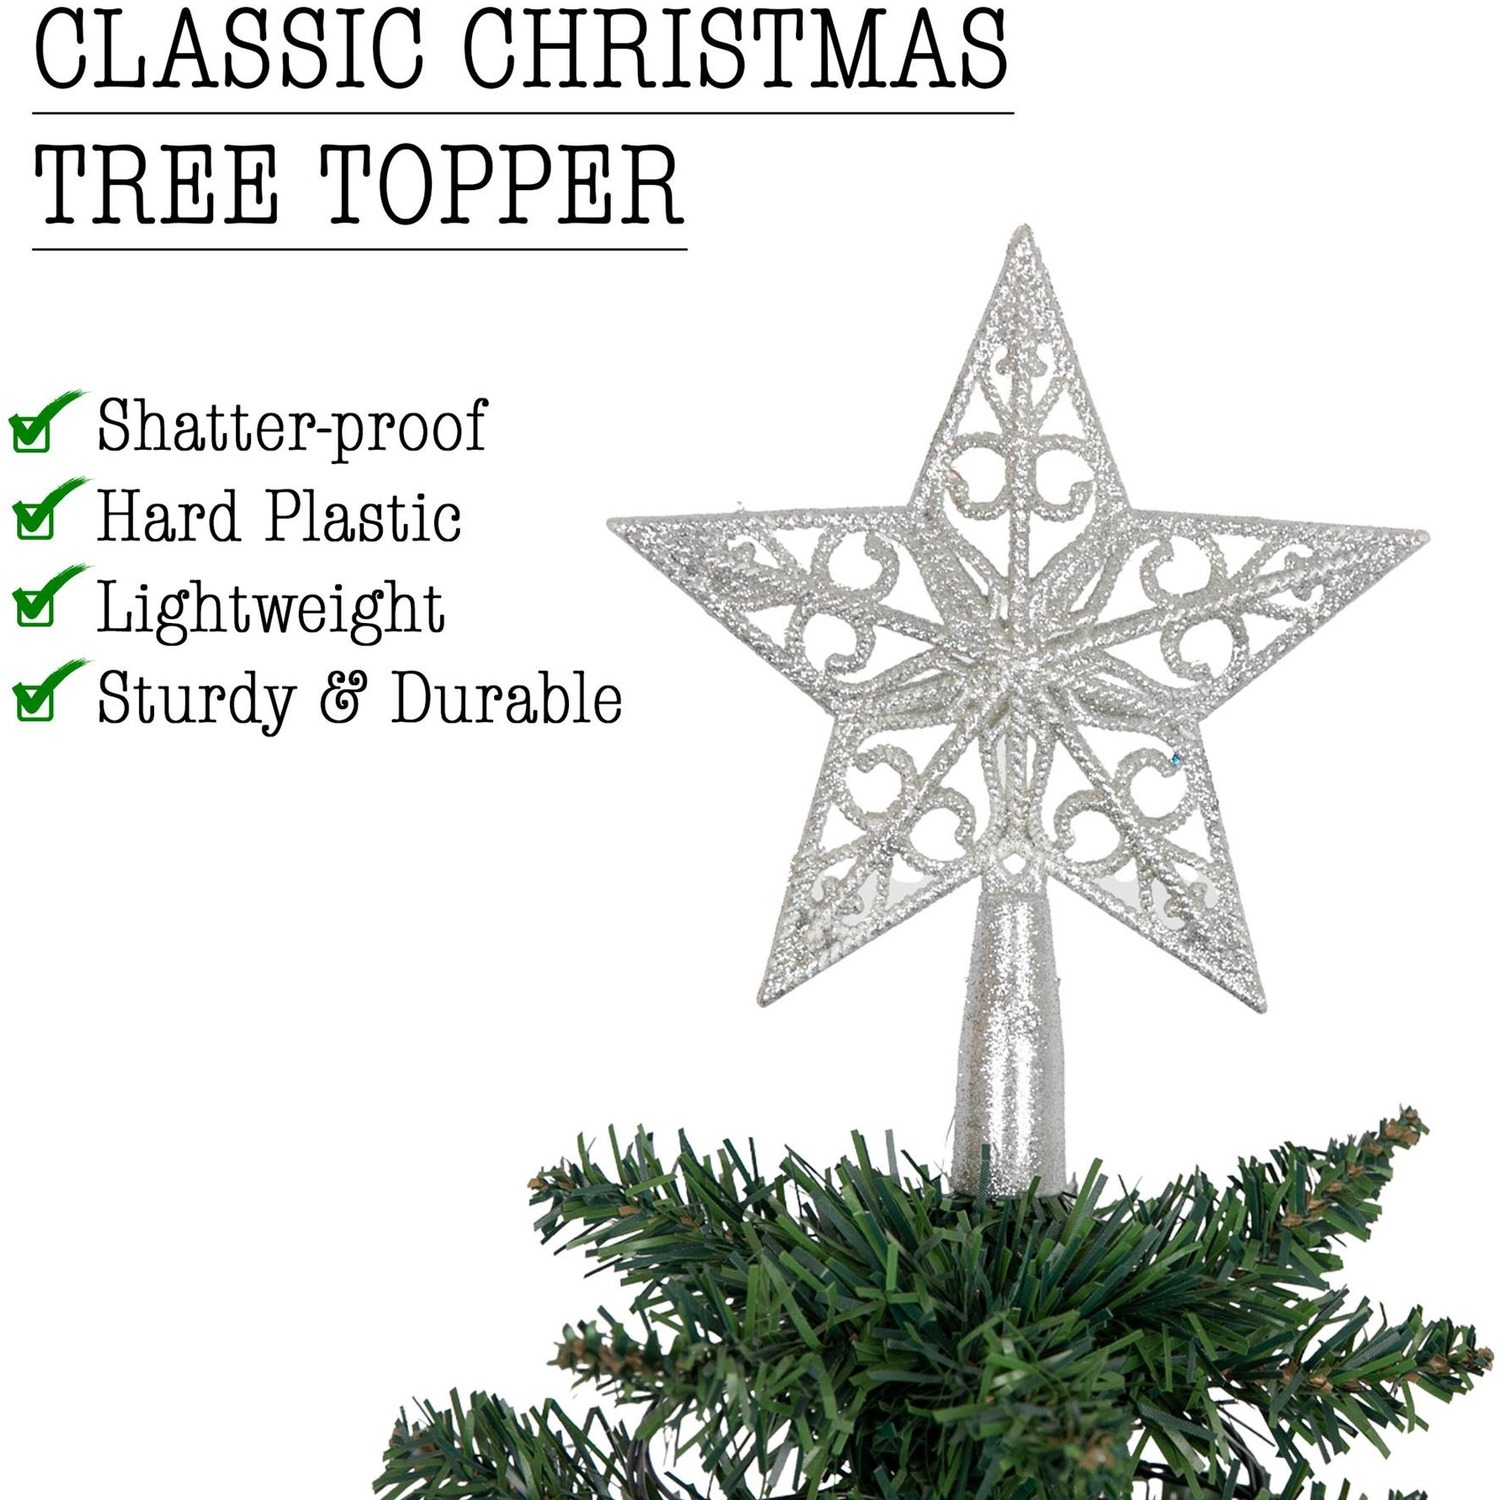 CLASSIC CHRISTMAS
TREE TOPPER
Shatter-proof
Hard Plastic
Lightweight
Sturdy & Durable